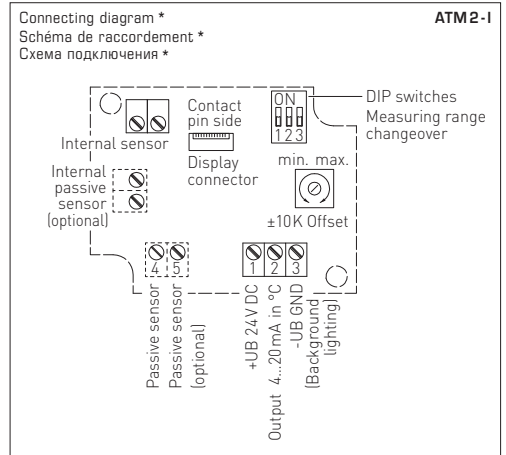 Connecting diagram *
ATM 2 - I
Schéma de raccordement *
Схема подключения *
ON
1 2 3
DIP switches
Measuring range
changeover
Contact
pin side
Internal sensor
Display
connector
min. max.
±10K Offset
Internal
passive
sensor
(optional)
4
5
1
2
3
Passive sensor
Passive sensor
(optional)
+UB 24V DC
Output 4...20mA in °C
-UB GND
(Background
lighting)